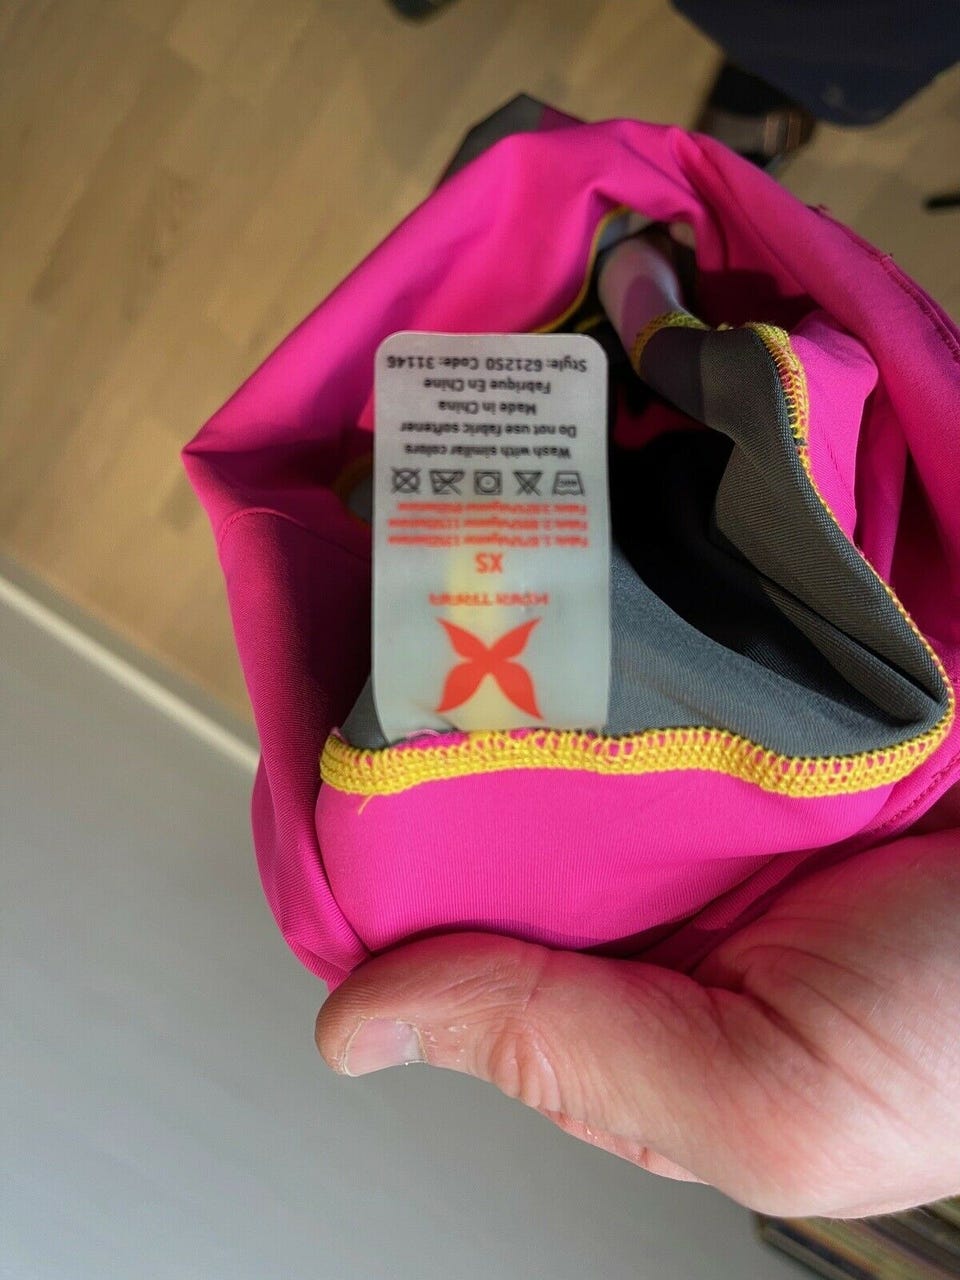 KARI TRAA
XS
Wash with similar colors
Do not use fabric softener
Made in China
Fabrique En Chine
Style: 621250 Code: 31146